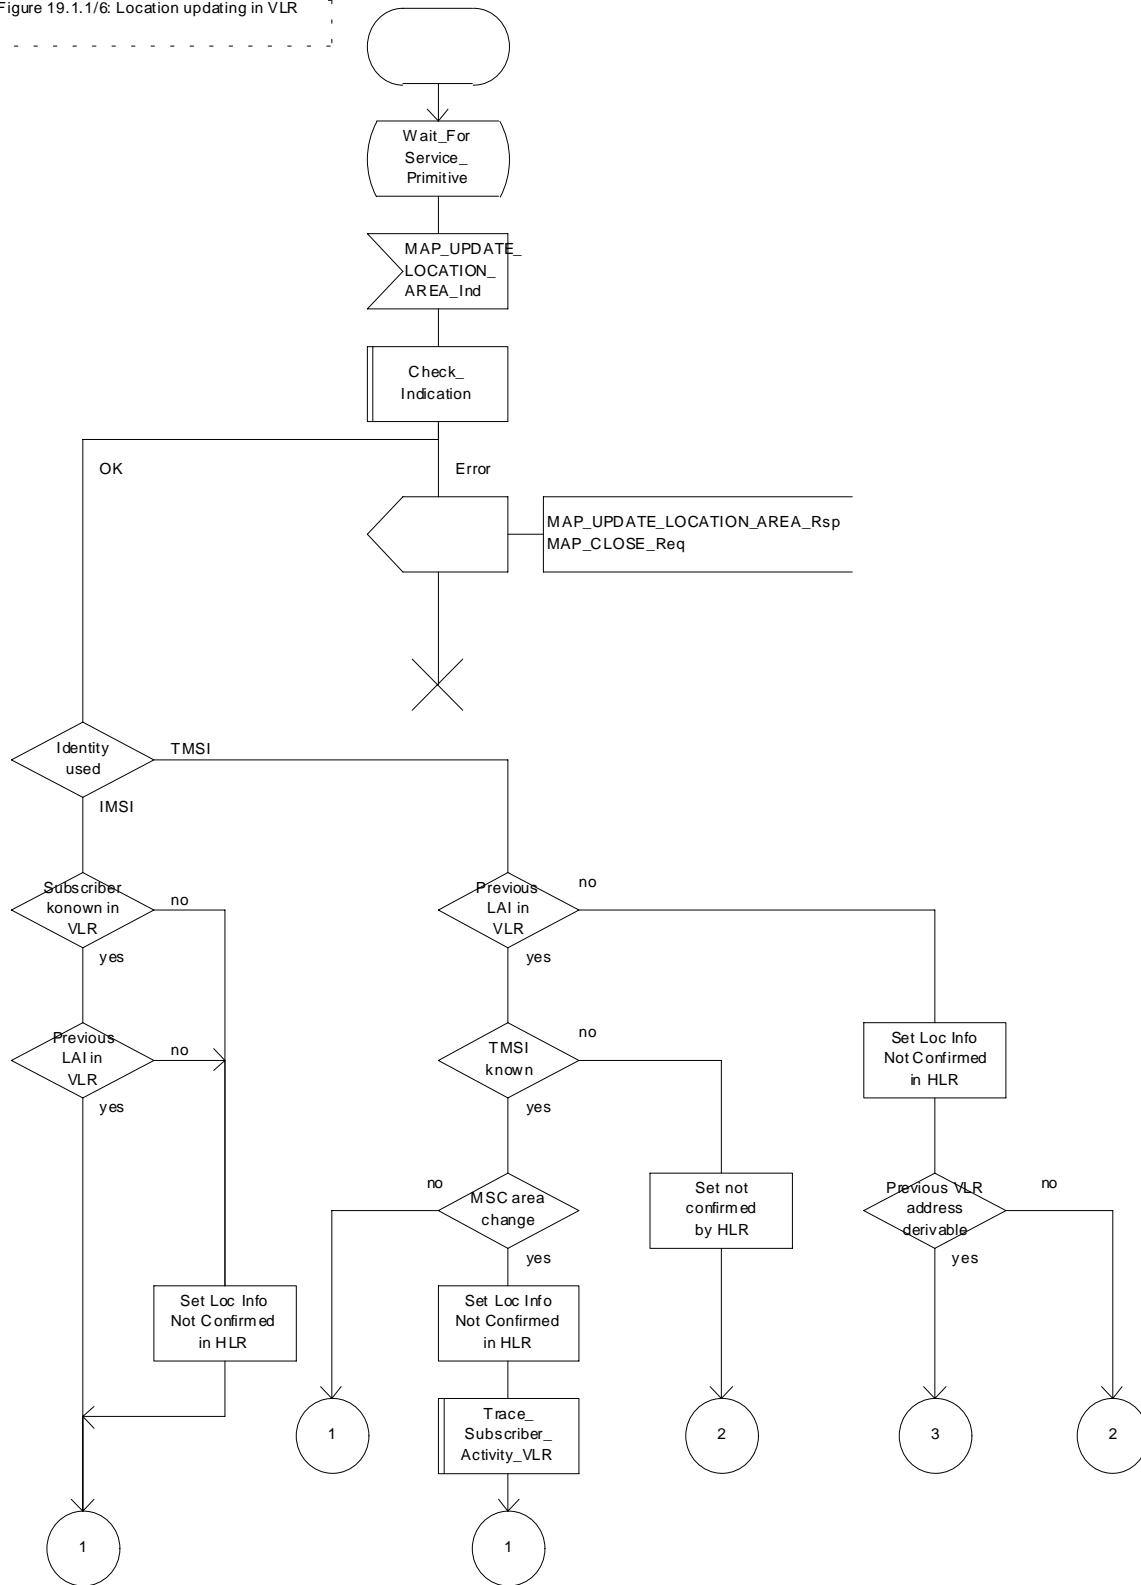 Figure 19.1.1/6: Location updating in VLR
Wait_For
Service_
Primitive
MAP_UPDATE_
LOCATION_
AREA_Ind
Check_
Indication
OK
Error
MAP_UPDATE_LOCATION_AREA_Rsp
MAP_CLOSE_Req
Identity
used
TMSI
IMSI
Subscriber
konown in
VLR
no
yes
Previous
LAI in
VLR
no
yes
Previous
LAI in
VLR
no
yes
TMSI
known
no
yes
Set Loc Info
Not Confirmed
in HLR
no
MSC area
change
yes
Set not
confirmed
by HLR
Previous VLR
address
derivable
no
yes
Set Loc Info
Not Confirmed
in HLR
Set Loc Info
Not Confirmed
in HLR
1
Trace_
Subscriber_
Activity_VLR
2
3
2
1
1